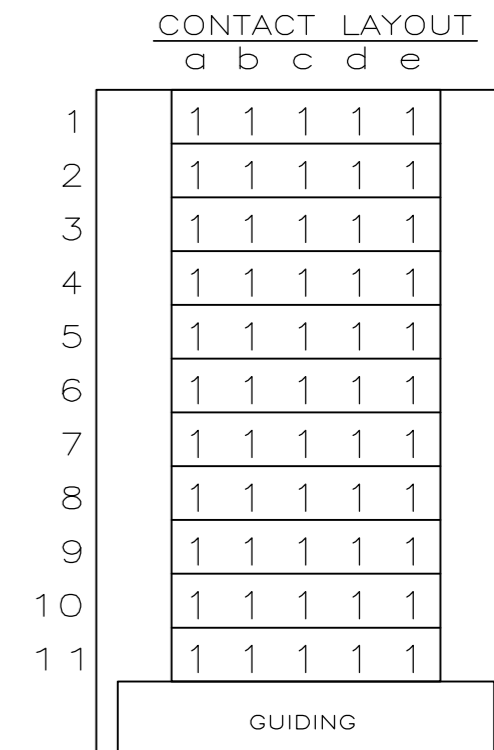 CONTACT LAYOUT
a b c d e
1 1 1 1 1 1
2 1 1 1 1 1
3 1 1 1 1 1
4 1 1 1 1 1
5 1 1 1 1 1
6 1 1 1 1 1
7 1 1 1 1 1
8 1 1 1 1 1
9 1 1 1 1 1
10 1 1 1 1 1
11 1 1 1 1 1
GUIDING